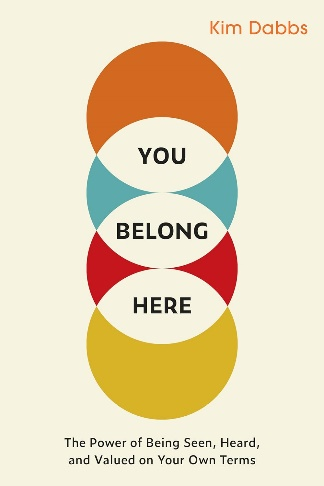 Kim Dabbs
YOU
BELONG
HERE
The Power of Being Seen, Heard,
and Valued on Your Own Terms